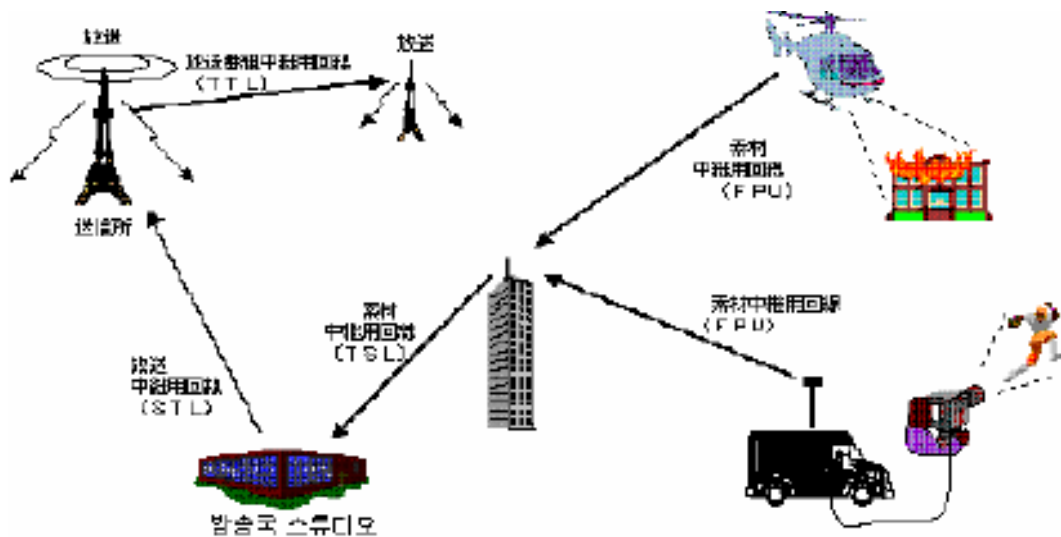 放送
放送番組中継用回線
(TTL)
放送
送信所
素材
中継用回線
(FPU)
素材
中継用回線
(TSL)
素材中継用回線
(FPU)
放送
中継用回線
(STL)
방송국 스튜디오